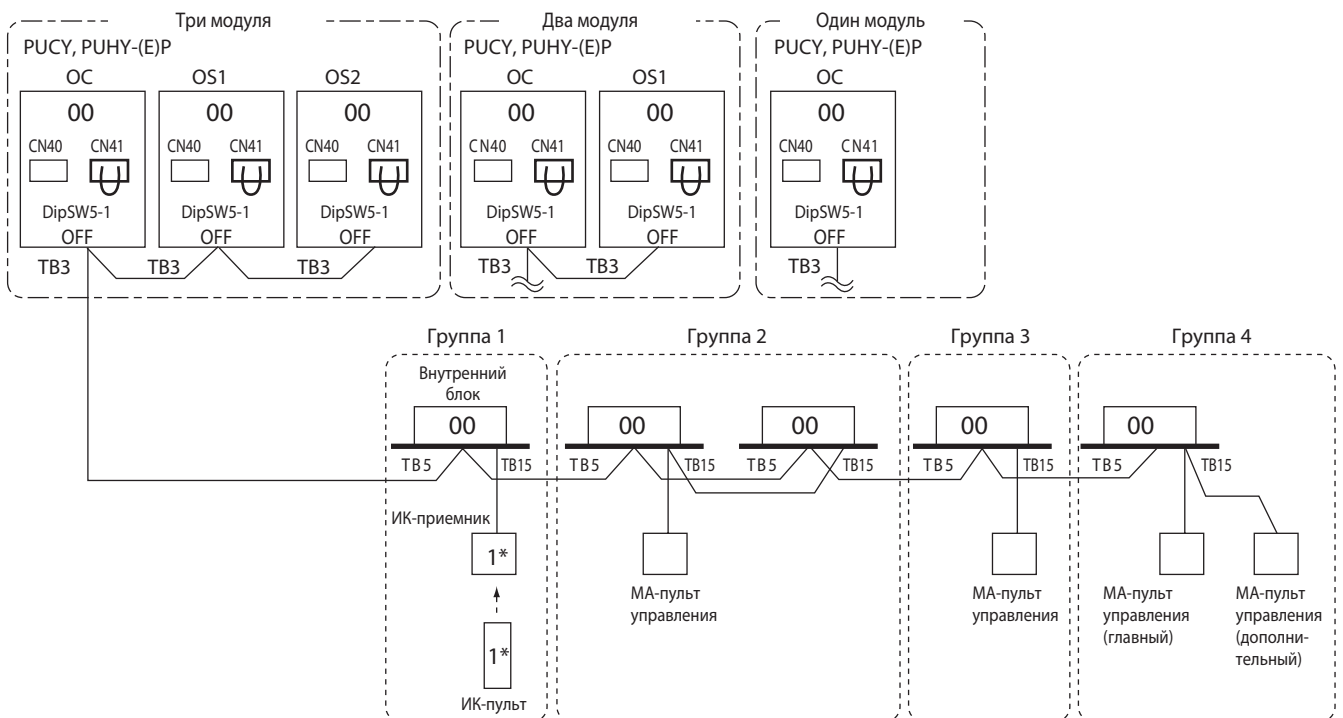 Три модуля
Два модуля
Один модуль
PUCY, PUHY-(E)P
PUCY, PUHY-(E)P
PUCY, PUHY-(E)P
OC
OS1
OS2
OC
OS1
OC
00
00
00
00
00
00
CN40
CN41
CN40
CN41
CN40
CN41
CN40
CN41
CN40
CN41
CN40
CN41
DipSW5-1
DipSW5-1
DipSW5-1
DipSW5-1
DipSW5-1
DipSW5-1
OFF
OFF
OFF
OFF
OFF
OFF
TB3
TB3
TB3
TB3
TB3
TB3
Группа 1
Группа 2
Группа 3
Группа 4
Внутренний
блок
00
00
00
00
00
TB5
TB15
TB5
TB15
TB5
TB15
TB5
TB15
TB5
TB15
ИК-приемник
1*
1*
ИК-пульт
МА-пульт
управления
МА-пульт
управления
МА-пульт
управления
(главный)
МА-пульт
управления
(дополни-
тельный)